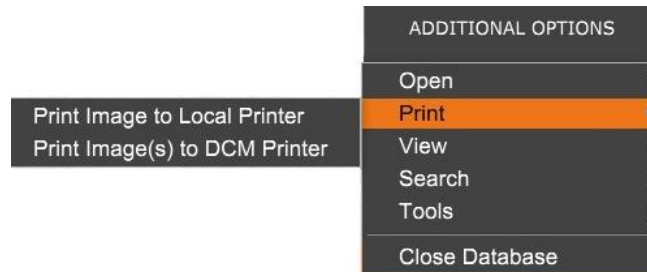 ADDITIONAL OPTIONS
Open
Print
Print Image to Local Printer
Print Image(s) to DCM Printer
View
Search
Tools
Close Database